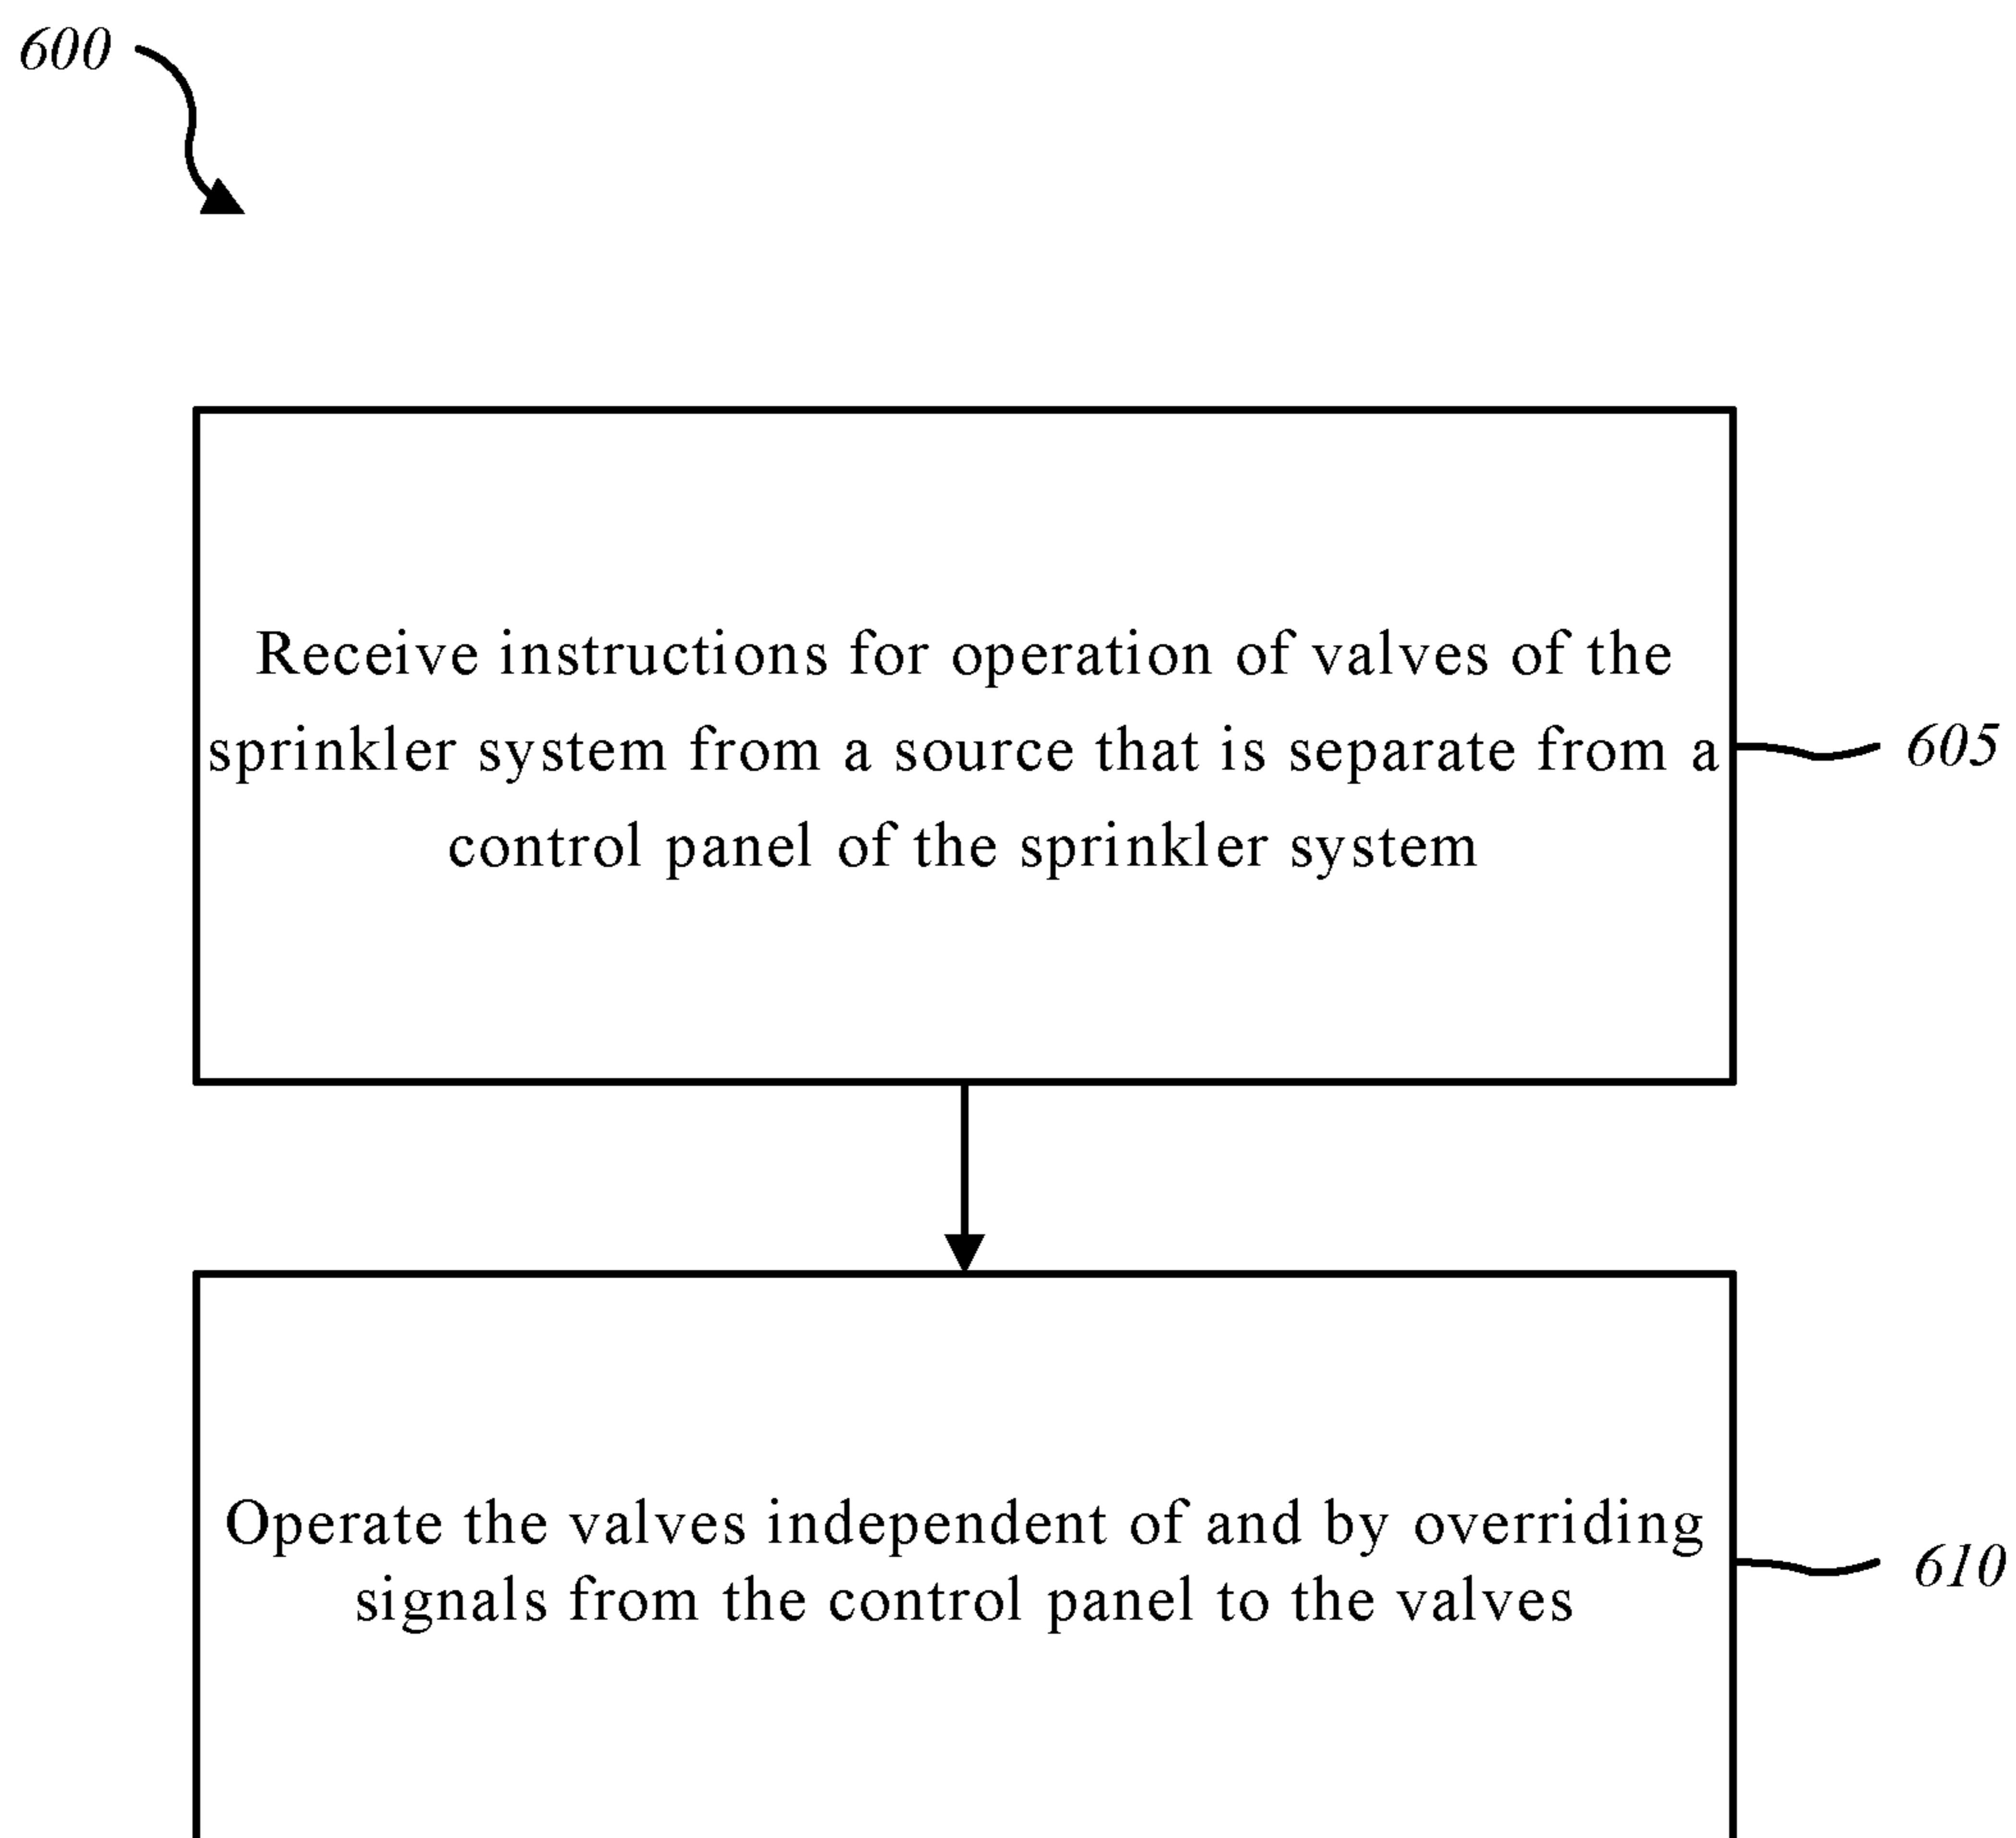 600
Receive instructions for operation of valves of the
sprinkler system from a source that is separate from a
control panel of the sprinkler system
605
Operate the valves independent of and by overriding
signals from the control panel to the valves
610